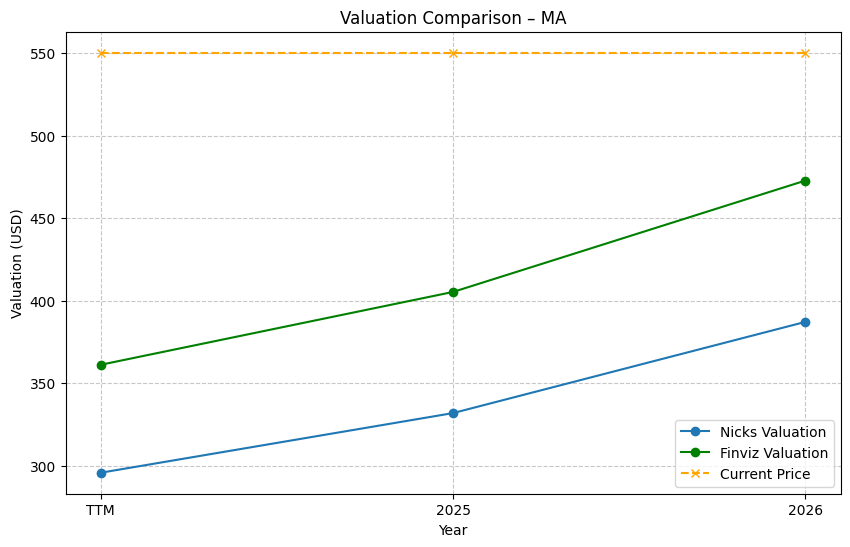 Valuation Comparison – MA
Valuation (USD)
550
500
450
400
350
300
TTM
2025
2026
Year
Nicks Valuation
Finviz Valuation
Current Price